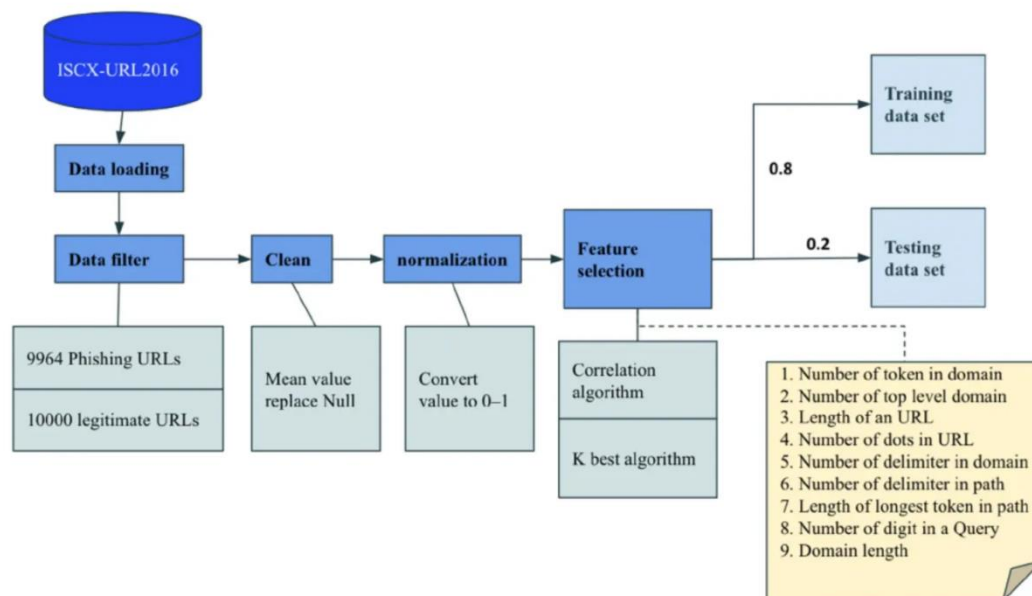 ISCX-URL2016
Data loading
Data filter
9964 Phishing URLs
10000 legitimate URLs
Clean
Mean value
replace Null
normalization
Convert
value to 0–1
Feature
selection
Correlation
algorithm
K best algorithm
0.8
0.2
Training
data set
Testing
data set
1. Number of token in domain
2. Number of top level domain
3. Length of an URL
4. Number of dots in URL
5. Number of delimiter in domain
6. Number of delimiter in path
7. Length of longest token in path
8. Number of digit in a Query
9. Domain length